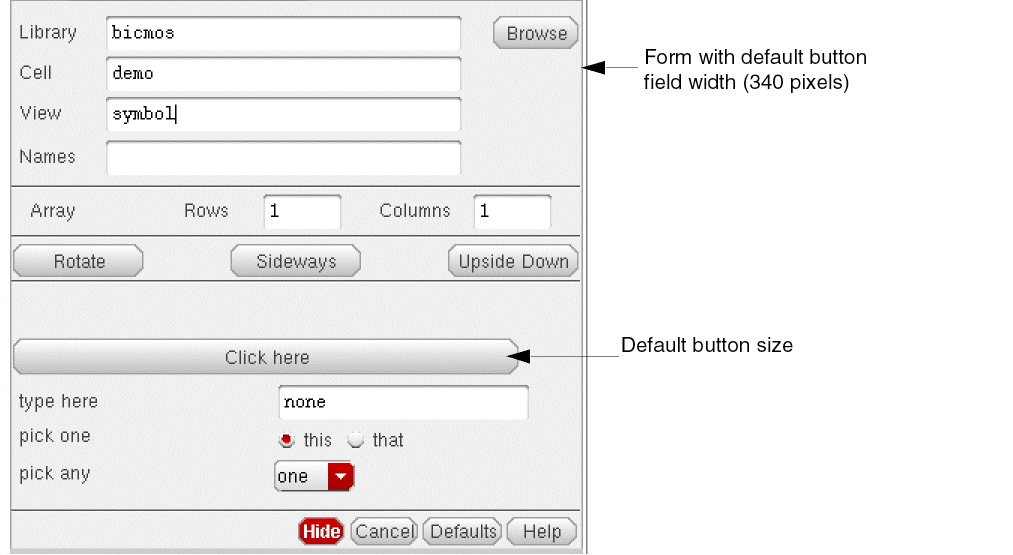 Library bicmos Browse
Cell demo
View symbol
Names
Form with default button
field width (340 pixels)
Array Rows 1 Columns 1
Rotate Sideways Upside Down
Click here
Default button size
type here none
pick one this that
pick any one
Hide Cancel Defaults Help